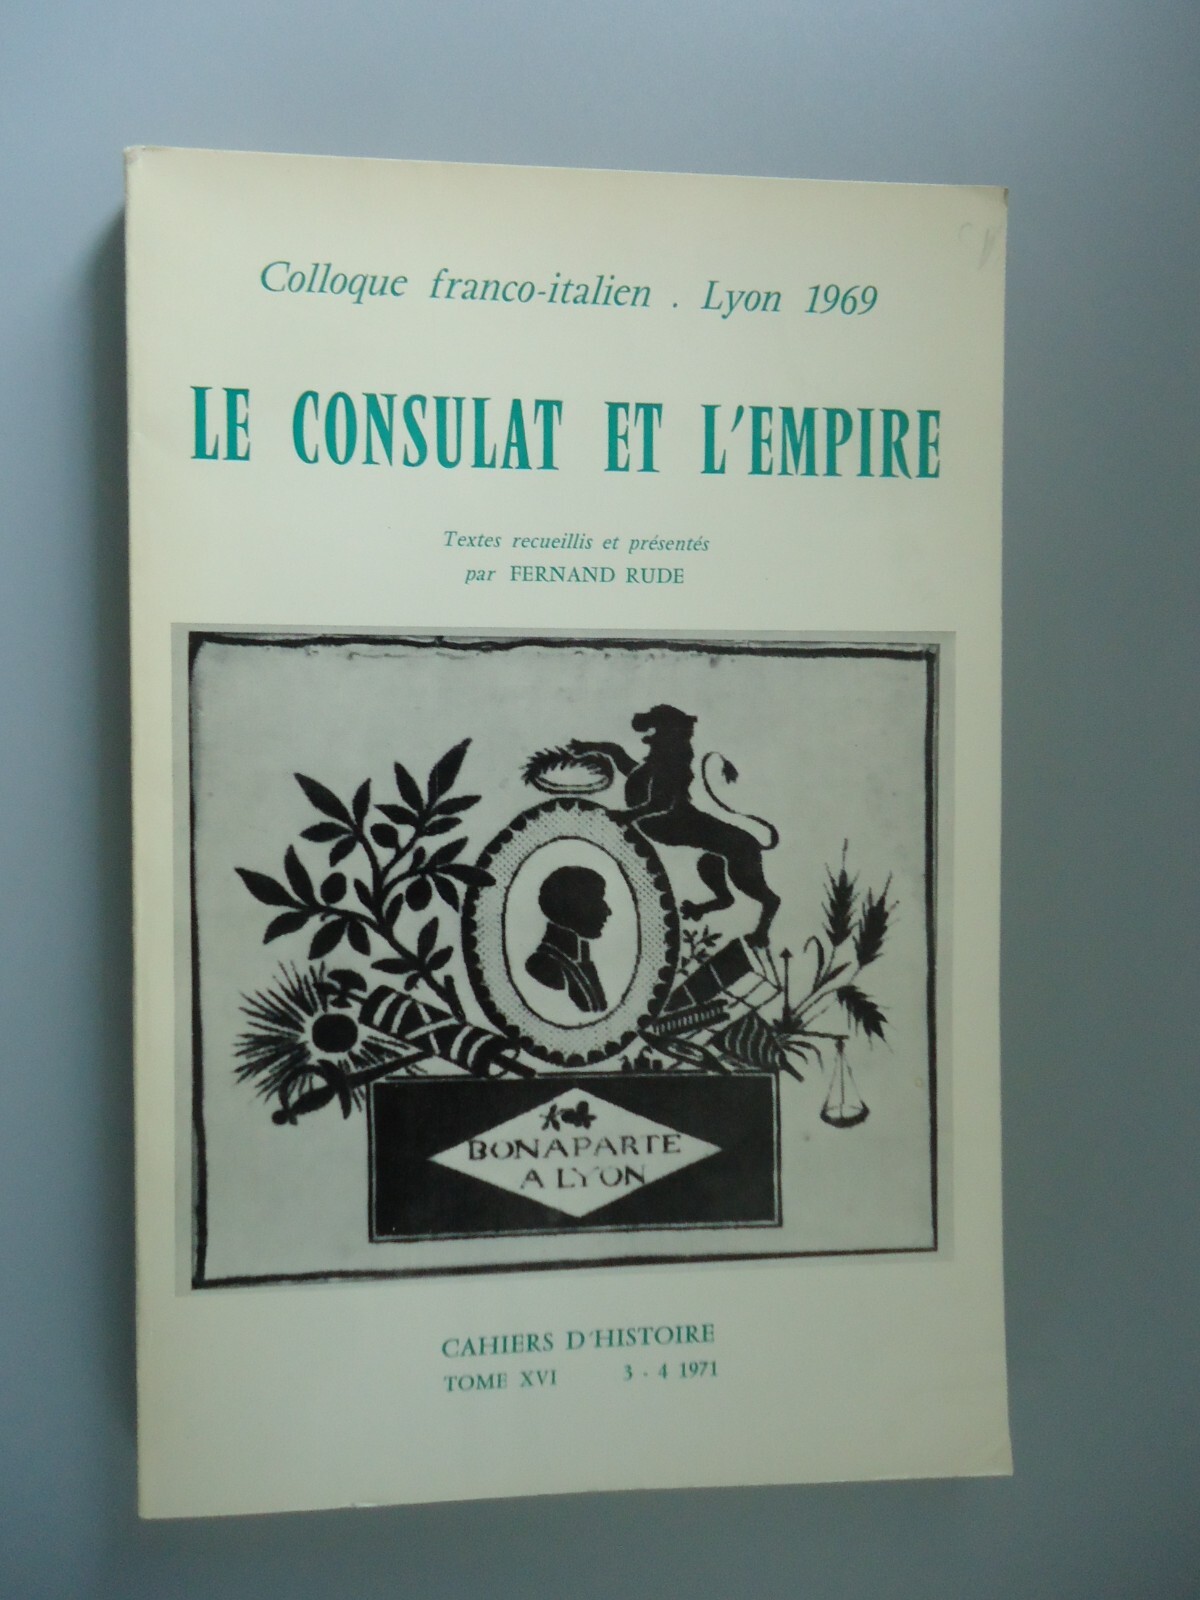 Colloque franco-italien . Lyon 1969
LE CONSULAT ET L'EMPIRE
Textes recueillis et présentés
par FERNAND RUDE
BONAPARTE
A LYON
CAHIERS D'HISTOIRE
TOME XVI 3 - 4 1971